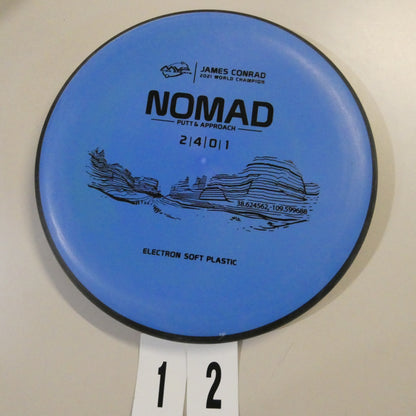 MVP
JAMES CONRAD
2021 WORLD CHAMPION
NOMAD
PUTT & APPROACH
2|4|0|1
38.624562,-109.599688
ELECTRON SOFT PLASTIC
1 2